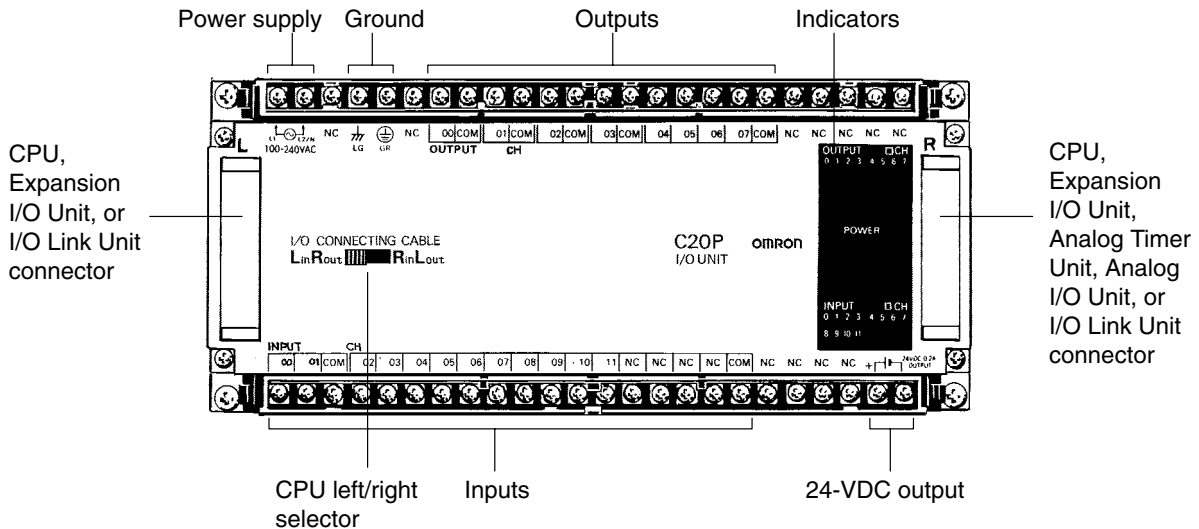 Power supply Ground Outputs Indicators
L1 L2/N NC NC 00 COM 01 COM 02 COM 03 COM 04 05 06 07 COM NC NC NC NC NC
100-240VAC LG GR OUTPUT CH
L
R
OUTPUT CH
0 1 2 3 4 5 6 7
CPU,
Expansion
I/O Unit, or
I/O Link Unit
connector
CPU,
Expansion
I/O Unit,
Analog Timer
Unit, Analog
I/O Unit, or
I/O Link Unit
connector
POWER
I/O CONNECTING CABLE
LinRout RinLout
C20P OMRON
I/O UNIT
INPUT CH
0 1 2 3 4 5 6 7
8 9 10 11
INPUT CH
00 01 COM 02 03 04 05 06 07 08 09 10 11 NC NC NC NC COM NC NC NC NC + 24VDC 0.2A
OUTPUT
CPU left/right
selector
Inputs
24-VDC output